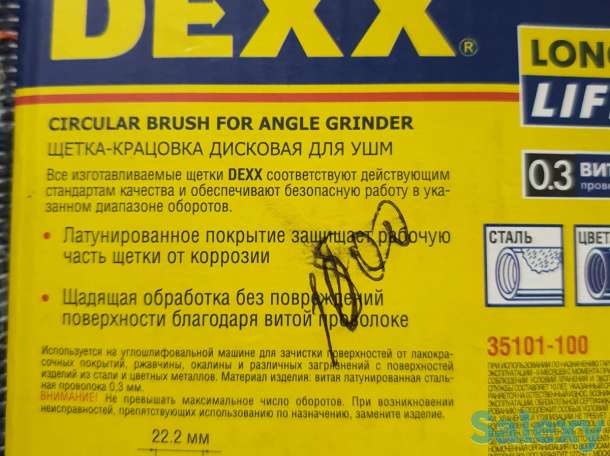 DEXX®
LONG
LIF
CIRCULAR BRUSH FOR ANGLE GRINDER
ЩЕТКА-КРАЦОВКА ДИСКОВАЯ ДЛЯ УШМ
Все изготавливаемые щетки DEXX соответствуют действующим
стандартам качества и обеспечивают безопасную работу в ука-
занном диапазоне оборотов.
0.3 ВИТ
пров
• Латунированное покрытие защищает рабочую
часть щетки от коррозии
1800
СТАЛЬ
ЦВЕТ
• Щадящая обработка без повреждений
поверхности благодаря витой проволоке
35101-100
Используется на углошлифовальной машине для зачистки поверхностей от лакокра-
сочных покрытий, ржавчины, окалины и различных загрязнений с поверхностей
изделий из стали и цветных металлов. Материал изделия: витая латунированная сталь-
ная проволока 0,3 мм.
ВНИМАНИЕ! Не превышать максимальное число оборотов. При возникновении
неисправностей, препятствующих использованию по назначению, замените изделие.
22.2 мм
Salexy